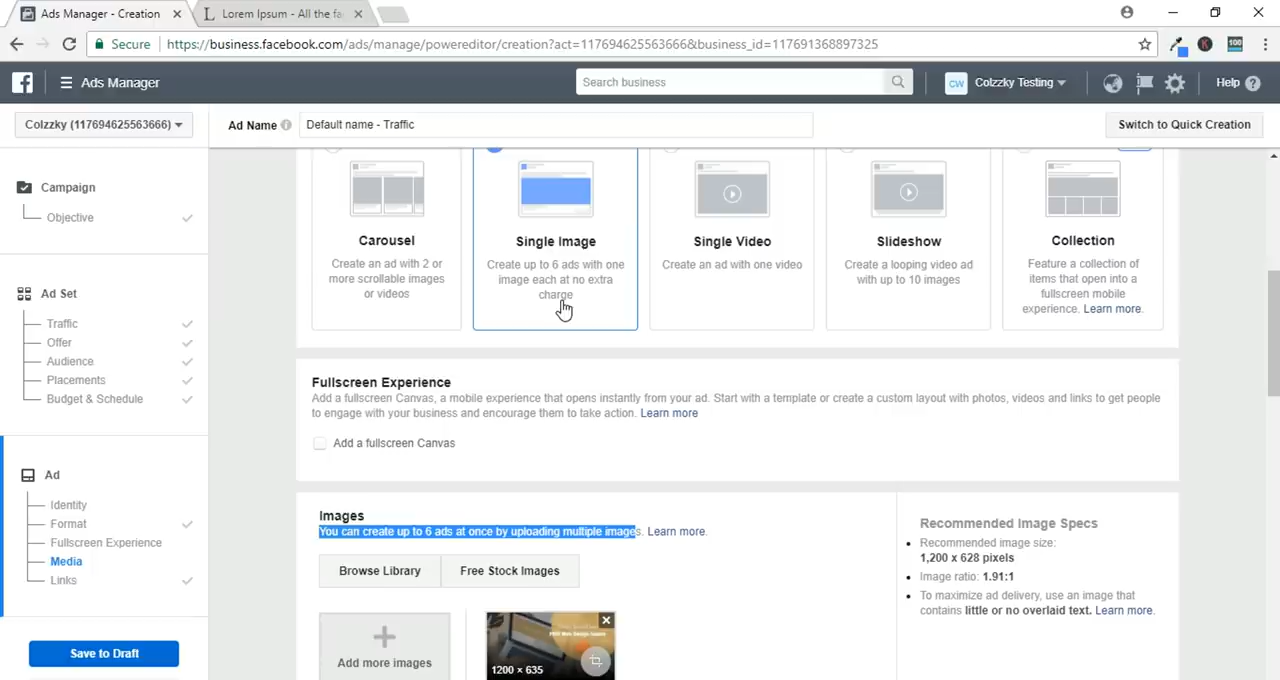 Ads Manager - Creation
Lorem Ipsum - All the fa
Secure
https://business.facebook.com/ads/manage/powereditor/creation?act=117694625563666&business_id=117691368897325
100
Ads Manager
Search business
CW
Colzzky Testing
Help
Colzzky (117694625563666)
Ad Name
Default name - Traffic
Switch to Quick Creation
Campaign
Objective
Ad Set
Traffic
Offer
Audience
Placements
Budget & Schedule
Ad
Identity
Format
Fullscreen Experience
Media
Links
Save to Draft
Carousel
Create an ad with 2 or
more scrollable images
or videos
Single Image
Create up to 6 ads with one
image each at no extra
charge
Single Video
Create an ad with one video
Slideshow
Create a looping video ad
with up to 10 images
Collection
Feature a collection of
items that open into a
fullscreen mobile
experience. Learn more.
Fullscreen Experience
Add a fullscreen Canvas, a mobile experience that opens instantly from your ad. Start with a template or create a custom layout with photos, videos and links to get people
to engage with your business and encourage them to take action. Learn more
Add a fullscreen Canvas
Images
You can create up to 6 ads at once by uploading multiple images. Learn more.
Browse Library
Free Stock Images
Add more images
1200 × 635
Recommended Image Specs
Recommended image size:
1,200 x 628 pixels
Image ratio: 1.91:1
To maximize ad delivery, use an image that
contains little or no overlaid text. Learn more.